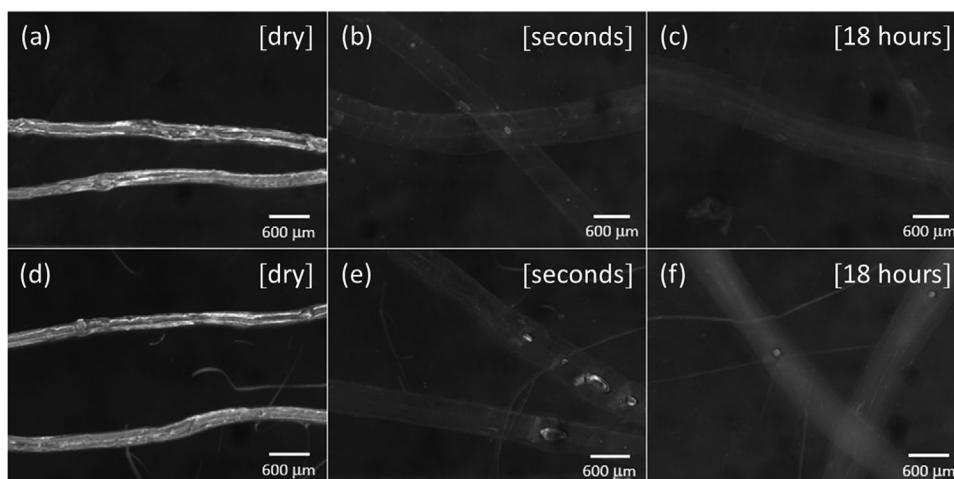 (a) [dry]
600 μm
(b) [seconds]
600 μm
(c) [18 hours]
600 μm
(d) [dry]
600 μm
(e) [seconds]
600 μm
(f) [18 hours]
600 μm